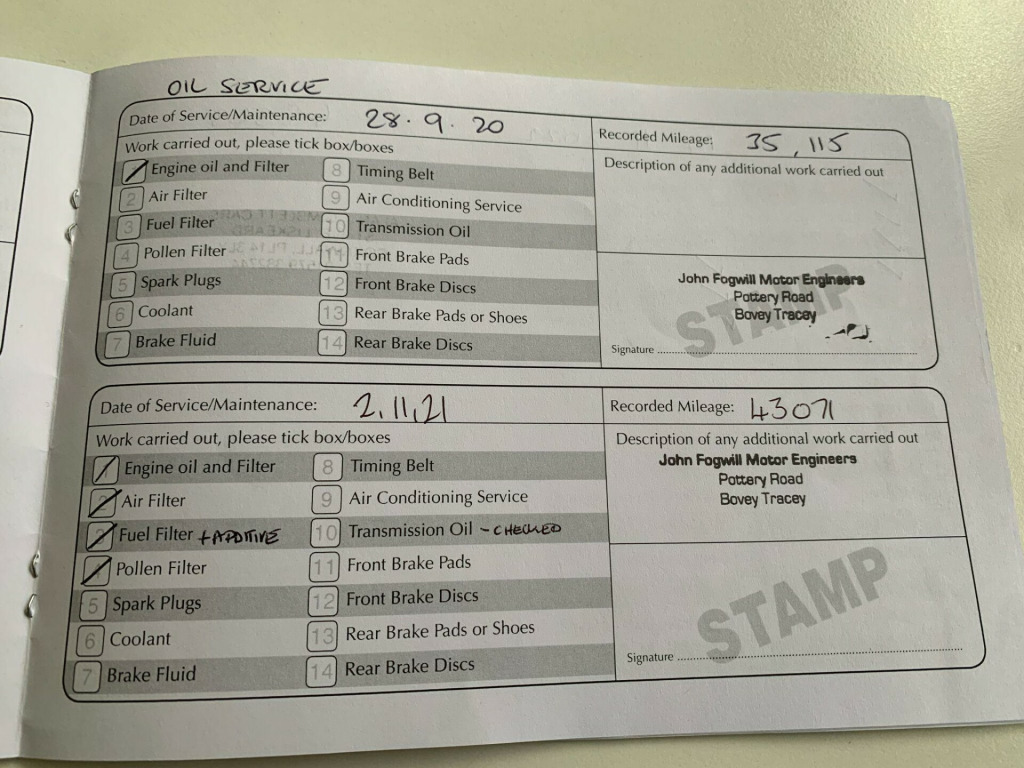 OIL SERVICE
Date of Service/Maintenance: 28.9.20
Recorded Mileage: 35,115
Work carried out, please tick box/boxes
Description of any additional work carried out
Engine oil and Filter 8 Timing Belt
2 Air Filter 9 Air Conditioning Service
3 Fuel Filter 10 Transmission Oil
4 Pollen Filter 11 Front Brake Pads
5 Spark Plugs 12 Front Brake Discs
6 Coolant 13 Rear Brake Pads or Shoes
7 Brake Fluid 14 Rear Brake Discs
STAMP
John Fogwill Motor Engineers
Pottery Road
Bovey Tracey
Signature
Date of Service/Maintenance: 2,11,21
Recorded Mileage: 43071
Work carried out, please tick box/boxes
Description of any additional work carried out
1 Engine oil and Filter 8 Timing Belt
2 Air Filter 9 Air Conditioning Service
3 Fuel Filter + ADDITIVE 10 Transmission Oil - CHECKED
4 Pollen Filter 11 Front Brake Pads
5 Spark Plugs 12 Front Brake Discs
6 Coolant 13 Rear Brake Pads or Shoes
7 Brake Fluid 14 Rear Brake Discs
John Fogwill Motor Engineers
Pottery Road
Bovey Tracey
STAMP
Signature